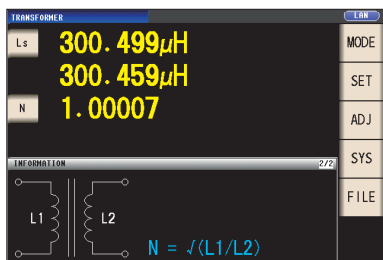 TRANSFORMER
LAN
Ls 300.499μH
300.459μH
N 1.00007
MODE
SET
ADJ
SYS
FILE
INFORMATION 2/2
L1 L2
N = √(L1/L2)